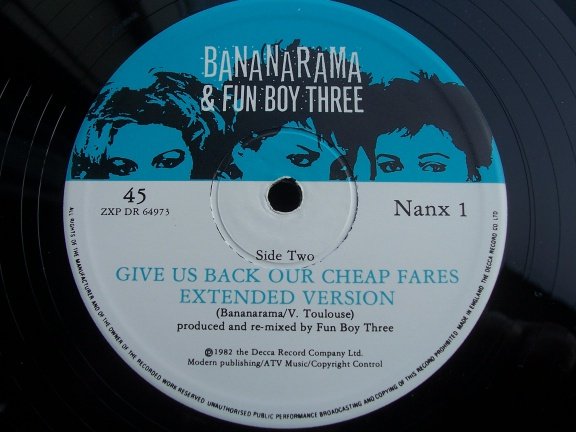 BANANARAMA
& FUN BOY THREE
45
ZXP DR 64973
Nanx 1
Side Two
GIVE US BACK OUR CHEAP FARES
EXTENDED VERSION
(Bananarama/V. Toulouse)
produced and re-mixed by Fun Boy Three
℗©1982 the Decca Record Company Ltd.
Modern publishing/ATV Music/Copyright Control
ALL RIGHTS OF THE MANUFACTURER AND OF THE OWNER OF THE RECORDED WORK RESERVED UNAUTHORISED PUBLIC PERFORMANCE BROADCASTING AND COPYING OF THIS RECORD PROHIBITED MADE IN ENGLAND THE DECCA RECORD CO LTD